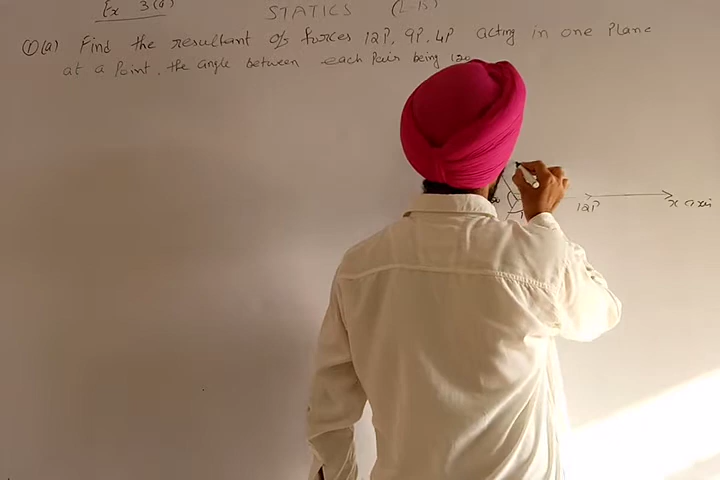 Ex 3(a)
STATICS (L-15)
①(a) Find the resultant of forces 12P, 9P, 4P acting in one Plane
at a Point. the angle between each Pair being 120
12P
x axis